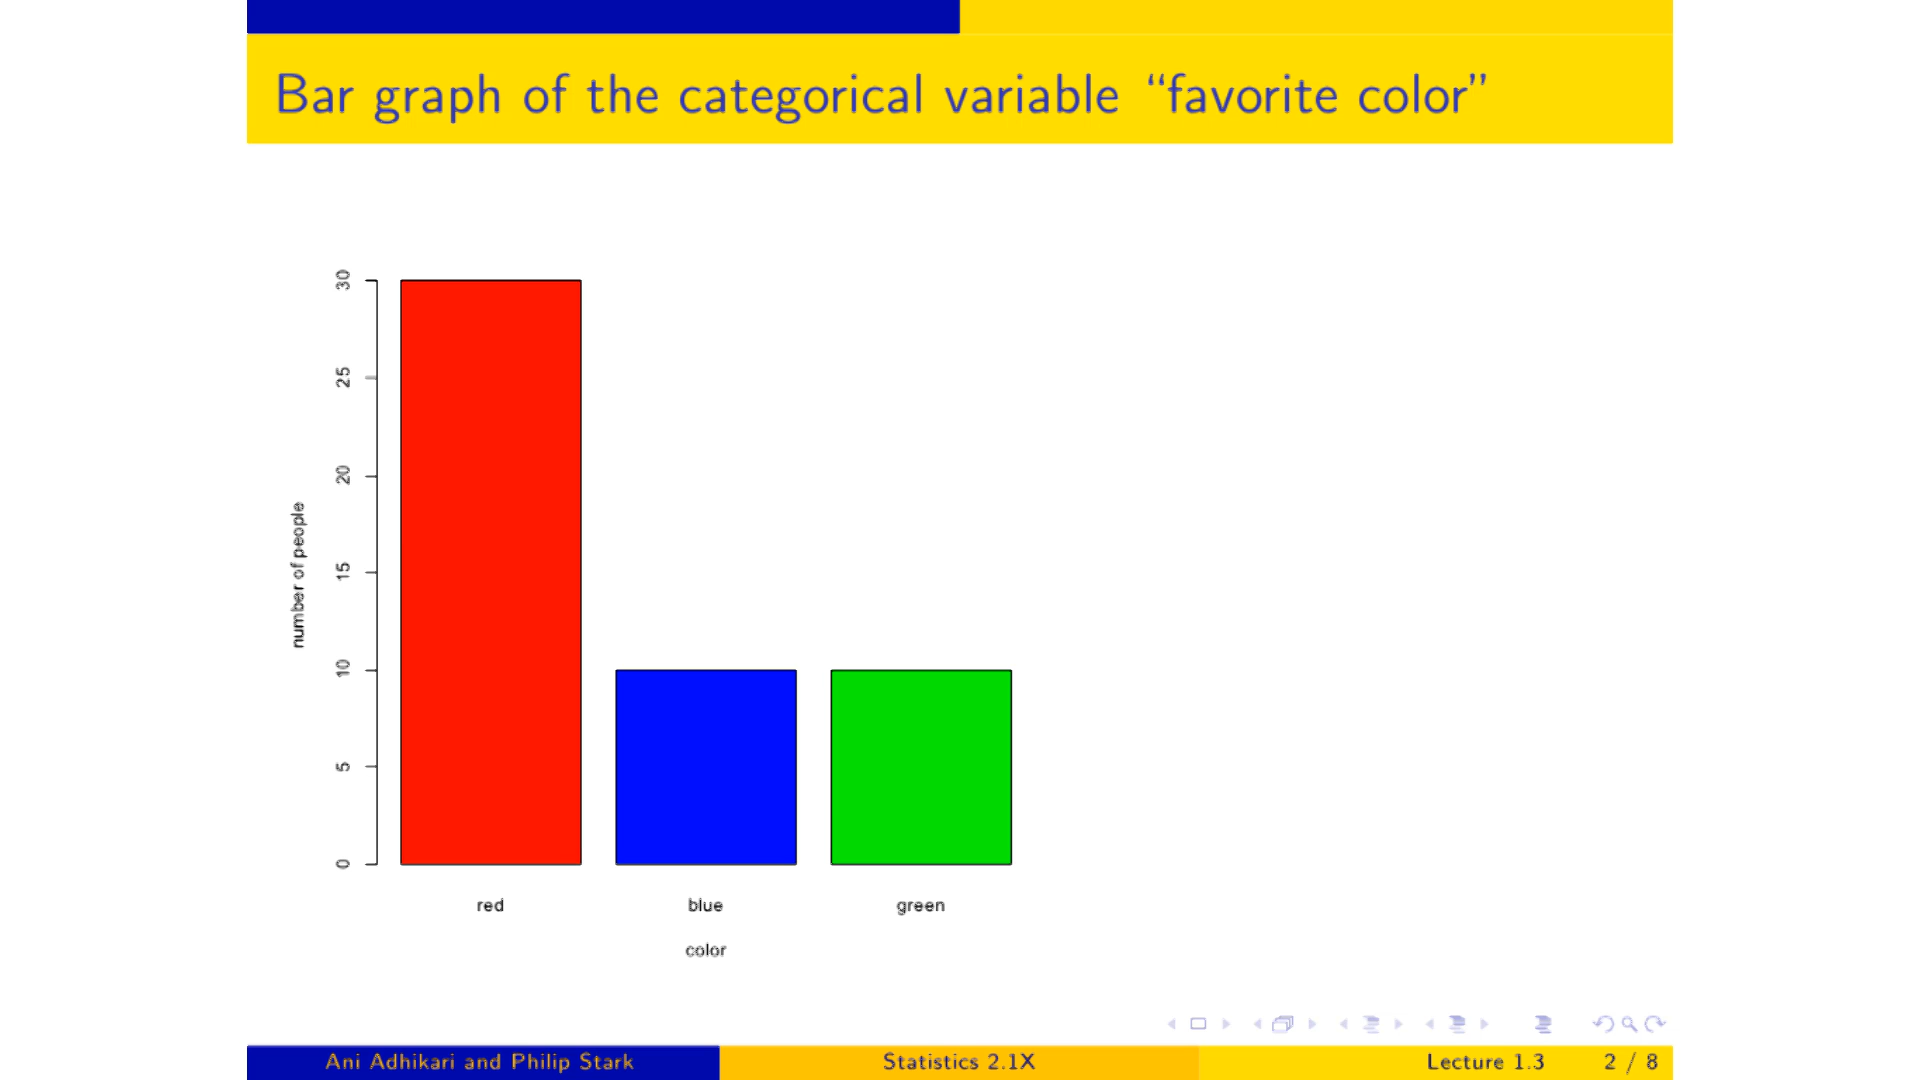 Bar graph of the categorical variable “favorite color”
30
25
20
15
10
5
0
number of people
red blue green
color
Ani Adhikari and Philip Stark Statistics 2.1X Lecture 1.3 2 / 8